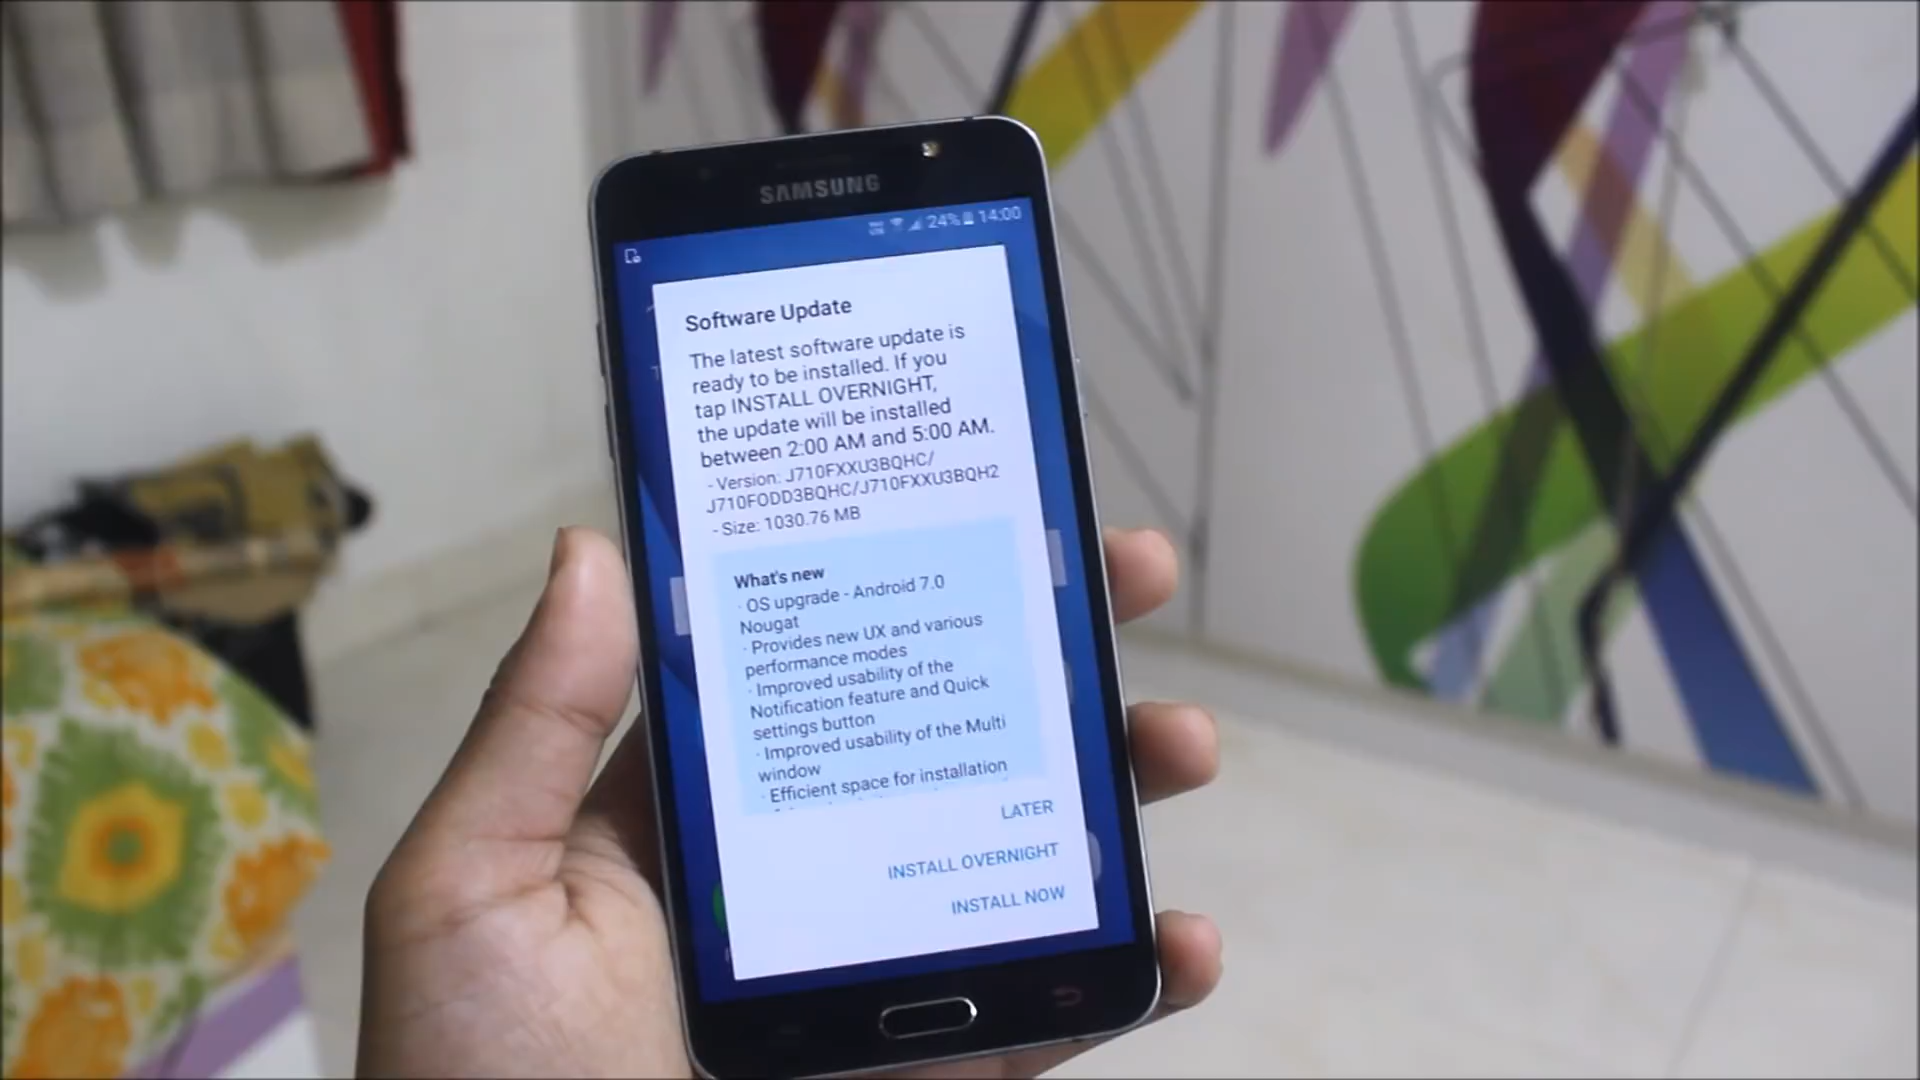 SAMSUNG
24% 14:00
Software Update
The latest software update is
ready to be installed. If you
tap INSTALL OVERNIGHT,
the update will be installed
between 2:00 AM and 5:00 AM.
- Version: J710FXXU3BQHC/
J710FODD3BQHC/J710FXXU3BQH2
- Size: 1030.76 MB
What's new
· OS upgrade - Android 7.0
Nougat
· Provides new UX and various
performance modes
· Improved usability of the
Notification feature and Quick
settings button
· Improved usability of the Multi
window
· Efficient space for installation
LATER
INSTALL OVERNIGHT
INSTALL NOW